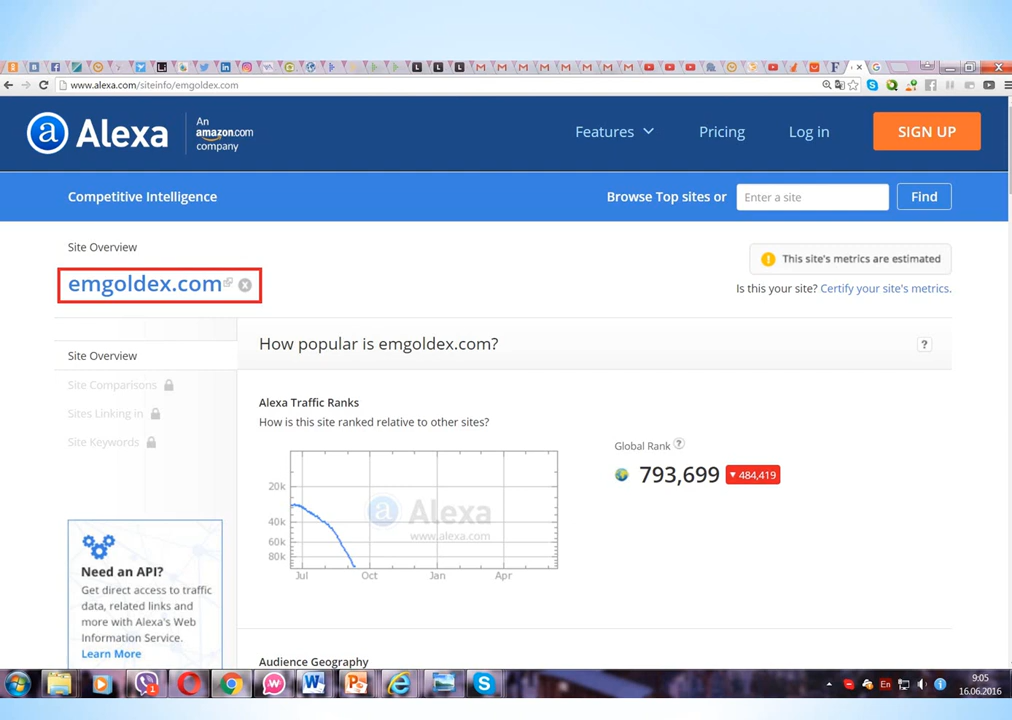 www.alexa.com/siteinfo/emgoldex.com
a Alexa
An
amazon.com
company
Features
Pricing
Log in
SIGN UP
Competitive Intelligence
Browse Top sites or
Enter a site
Find
Site Overview
emgoldex.com
This site's metrics are estimated
Is this your site? Certify your site's metrics.
Site Overview
Site Comparisons
Sites Linking in
Site Keywords
How popular is emgoldex.com?
?
Alexa Traffic Ranks
How is this site ranked relative to other sites?
Global Rank ?
793,699 484,419
20k
40k
60k
80k
a Alexa
www.alexa.com
Jul Oct Jan Apr
Need an API?
Get direct access to traffic
data, related links and
more with Alexa's Web
Information Service.
Learn More
Audience Geography
En
9:05
16.06.2016